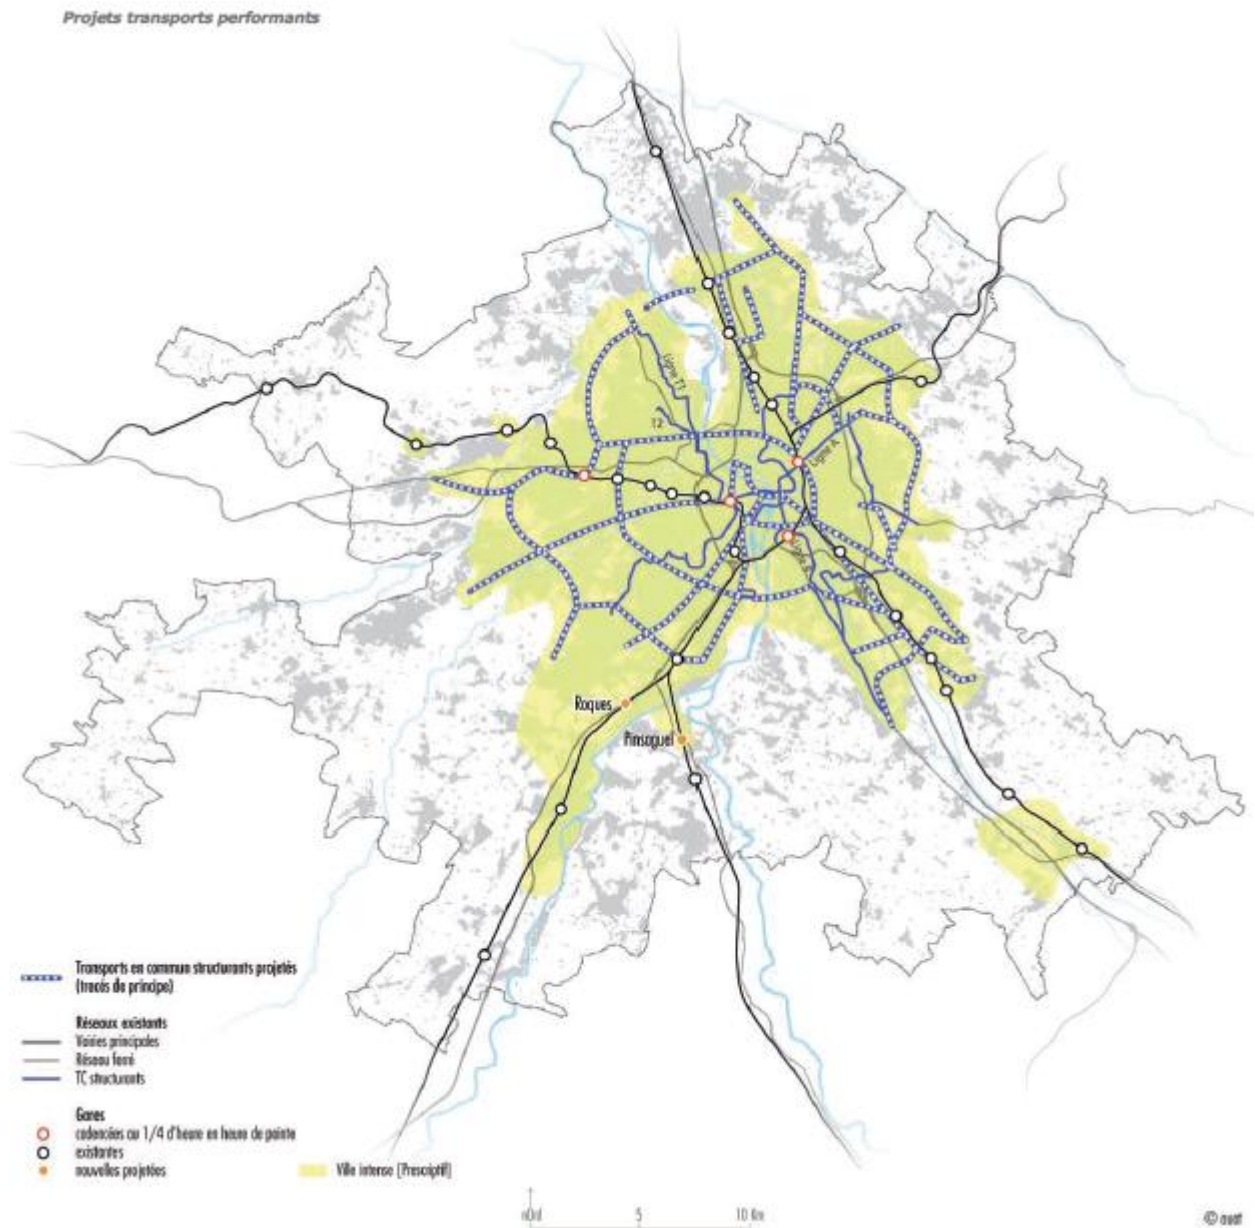 Projets transports performants
Ligne T1
T2
Ligne A
Ligne B
Roques
Pinsaguel
Transports en commun structurants projetés
(tracés de principe)
Réseaux existants
Voiries principales
Réseau ferré
TC structurants
Gares
cadencées au 1/4 d'heure en heure de pointe
existantes
nouvelles projetées
Ville intense [Prescriptif]
nOrd
5
10 Km
© auat